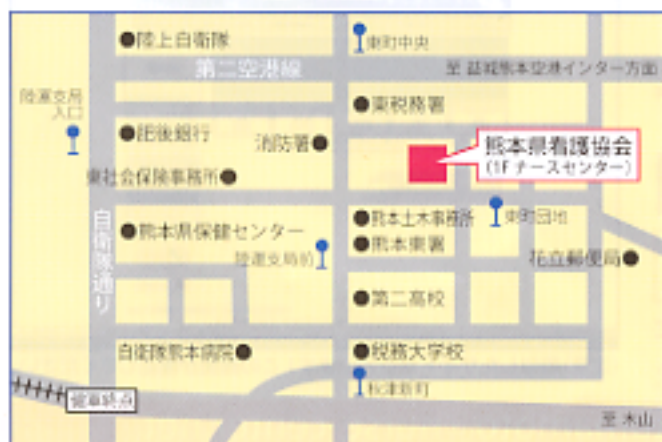 陸上自衛隊
東町中央
第二空港線
至 益城熊本空港インター方面
陸運支局
入口
東税務署
肥後銀行
消防署
熊本県看護協会
(1F ナースセンター)
東社会保険事務所
自衛隊通り
熊本県保健センター
熊本土木事務所
東町団地
熊本東署
陸運支局前
花立郵便局
第二高校
自衛隊熊本病院
税務大学校
秋津新町
健軍終点
至 木山